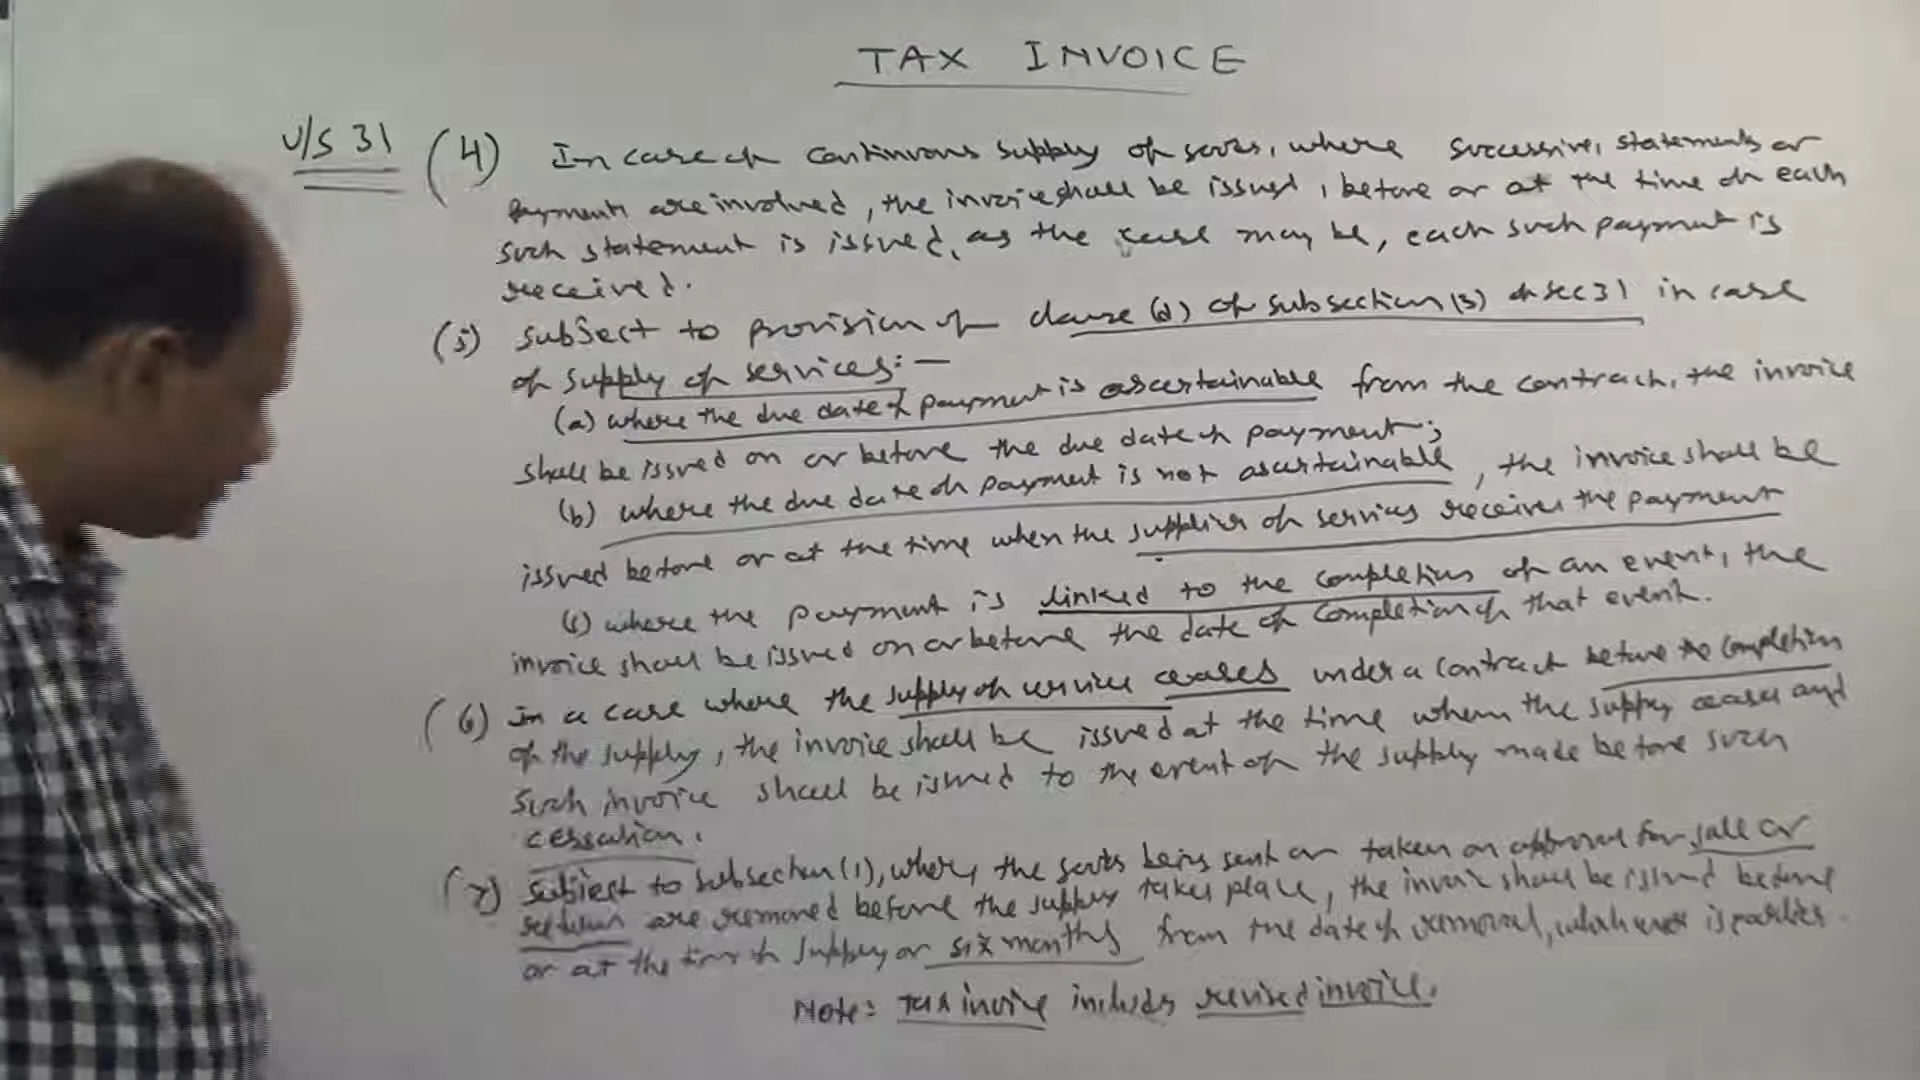 TAX INVOICE
U/S 31 (4) In case of continuous supply of goods, where successive, statements or
payments are involved, the invoice shall be issued, before or at the time of each
such statement is issued, as the case may be, each such payment is
received.
(5) subject to provision of clause (d) of subsection (3) of sec 31 in case
of supply of services:-
(a) where the due date of payment is ascertainable from the contract, the invoice
shall be issued on or before the due date of payment;
(b) where the due date of payment is not ascertainable, the invoice shall be
issued before or at the time when the supplier of services receives the payment
(c) where the payment is linked to the completion of an event, the
invoice shall be issued on or before the date of completion of that event.
(6) in a case where the supply of services ceases under a contract before the completion
of the supply, the invoice shall be issued at the time when the supply ceases and
such invoice shall be issued to the event of the supply made before such
cessation.
(7) subject to subsection (1), where the goods being sent or taken on approval for sale or
return are removed before the supply takes place, the invoice shall be issued before
or at the time of supply or six months from the date of removal, whichever is earlier.
Note: Tax invoice includes revised invoice.